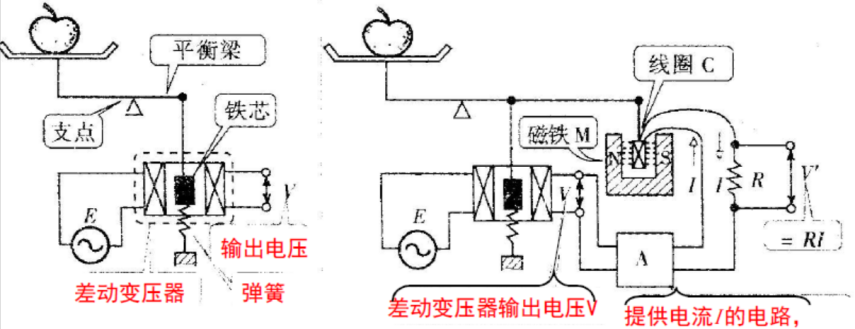 平衡梁
支点
铁芯
E
V
输出电压
差动变压器
弹簧
线圈 C
磁铁 M
N
S
I
I
R
V'
= RI
E
V
A
差动变压器输出电压V
提供电流I的电路,